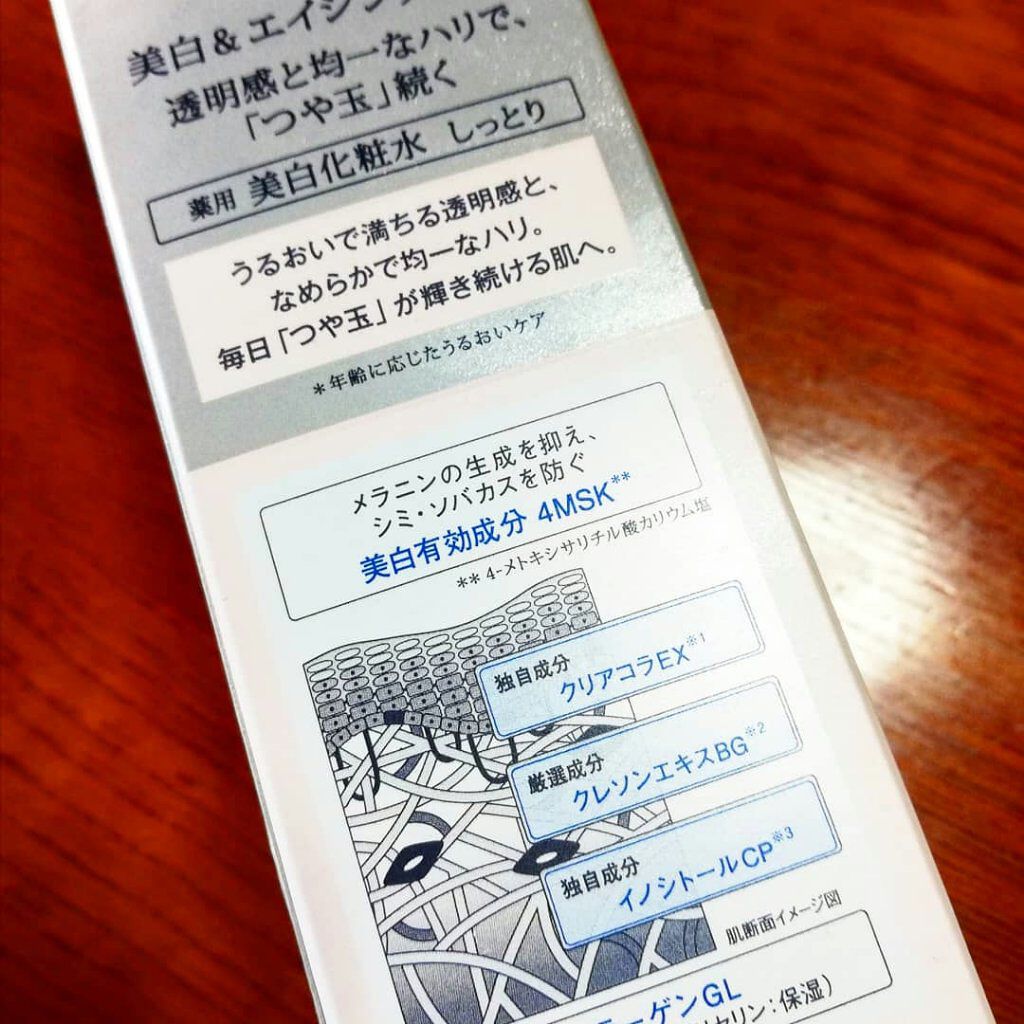 美白&エイジング
透明感と均一なハリで、
「つや玉」続く
薬用 美白化粧水 しっとり
うるおいで満ちる透明感と、
なめらかで均一なハリ。
毎日「つや玉」が輝き続ける肌へ。
*年齢に応じたうるおいケア
メラニンの生成を抑え、
シミ・ソバカスを防ぐ
美白有効成分 4MSK**
** 4-メトキシサリチル酸カリウム塩
独自成分
クリアコラEX※1
厳選成分
クレソンエキスBG※2
独自成分
イノシトールCP※3
肌断面イメージ図
ーゲンGL
リセリン:保湿)